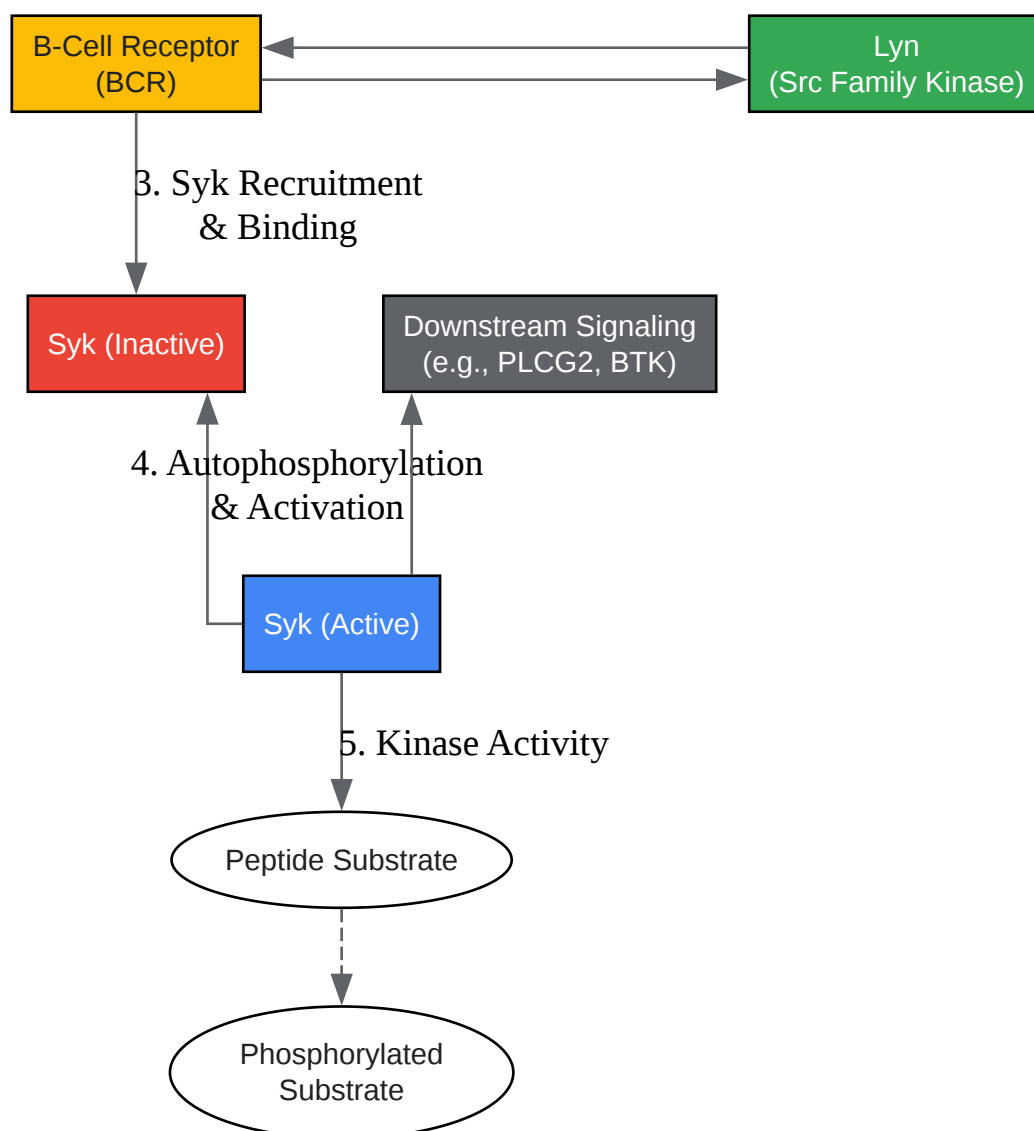 B-Cell Receptor
(BCR)
Lyn
(Src Family Kinase)
3. Syk Recruitment
& Binding
Syk (Inactive)
Downstream Signaling
(e.g., PLCG2, BTK)
4. Autophosphorylation
& Activation
Syk (Active)
5. Kinase Activity
Peptide Substrate
Phosphorylated
Substrate